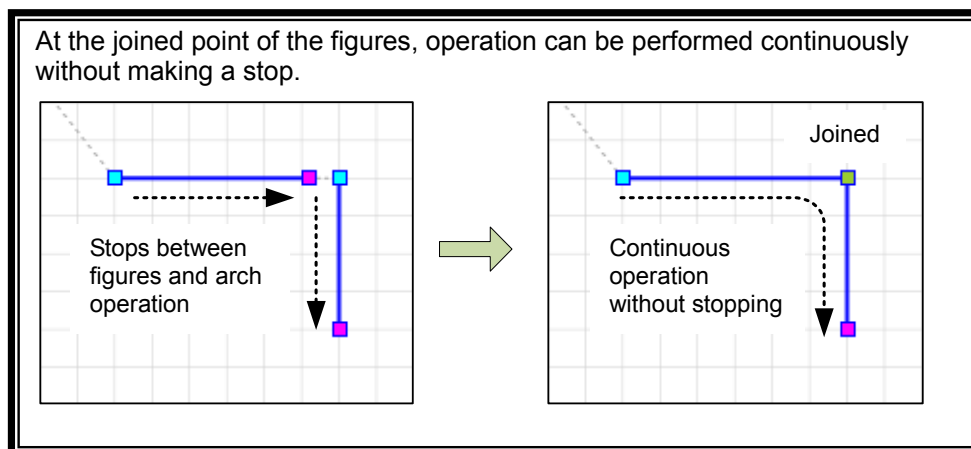 At the joined point of the figures, operation can be performed continuously
without making a stop.
Stops between
figures and arch
operation
Joined
Continuous
operation
without stopping